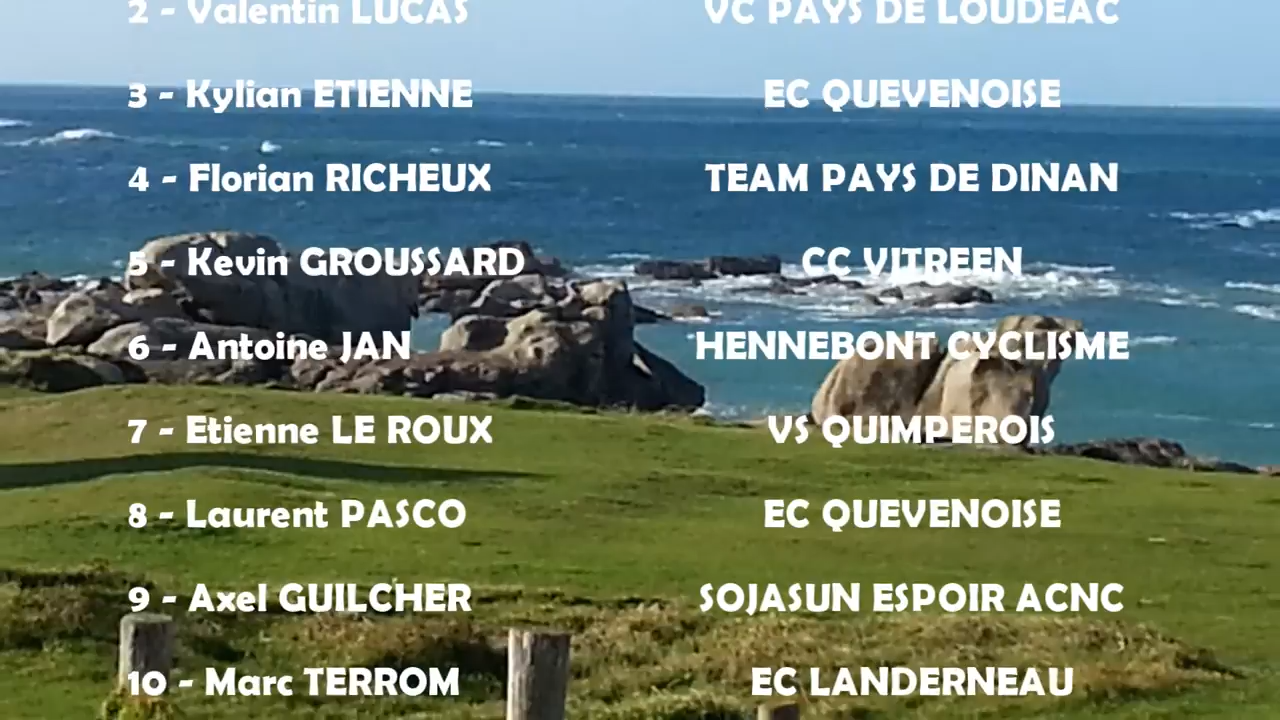 2 - Valentin LUCAS VC PAYS DE LOUDEAC
3 - Kylian ETIENNE EC QUEVENOISE
4 - Florian RICHEUX TEAM PAYS DE DINAN
5 - Kevin GROUSSARD CC VITREEN
6 - Antoine JAN HENNEBONT CYCLISME
7 - Etienne LE ROUX VS QUIMPEROIS
8 - Laurent PASCO EC QUEVENOISE
9 - Axel GUILCHER SOJASUN ESPOIR ACNC
10 - Marc TERROM EC LANDERNEAU